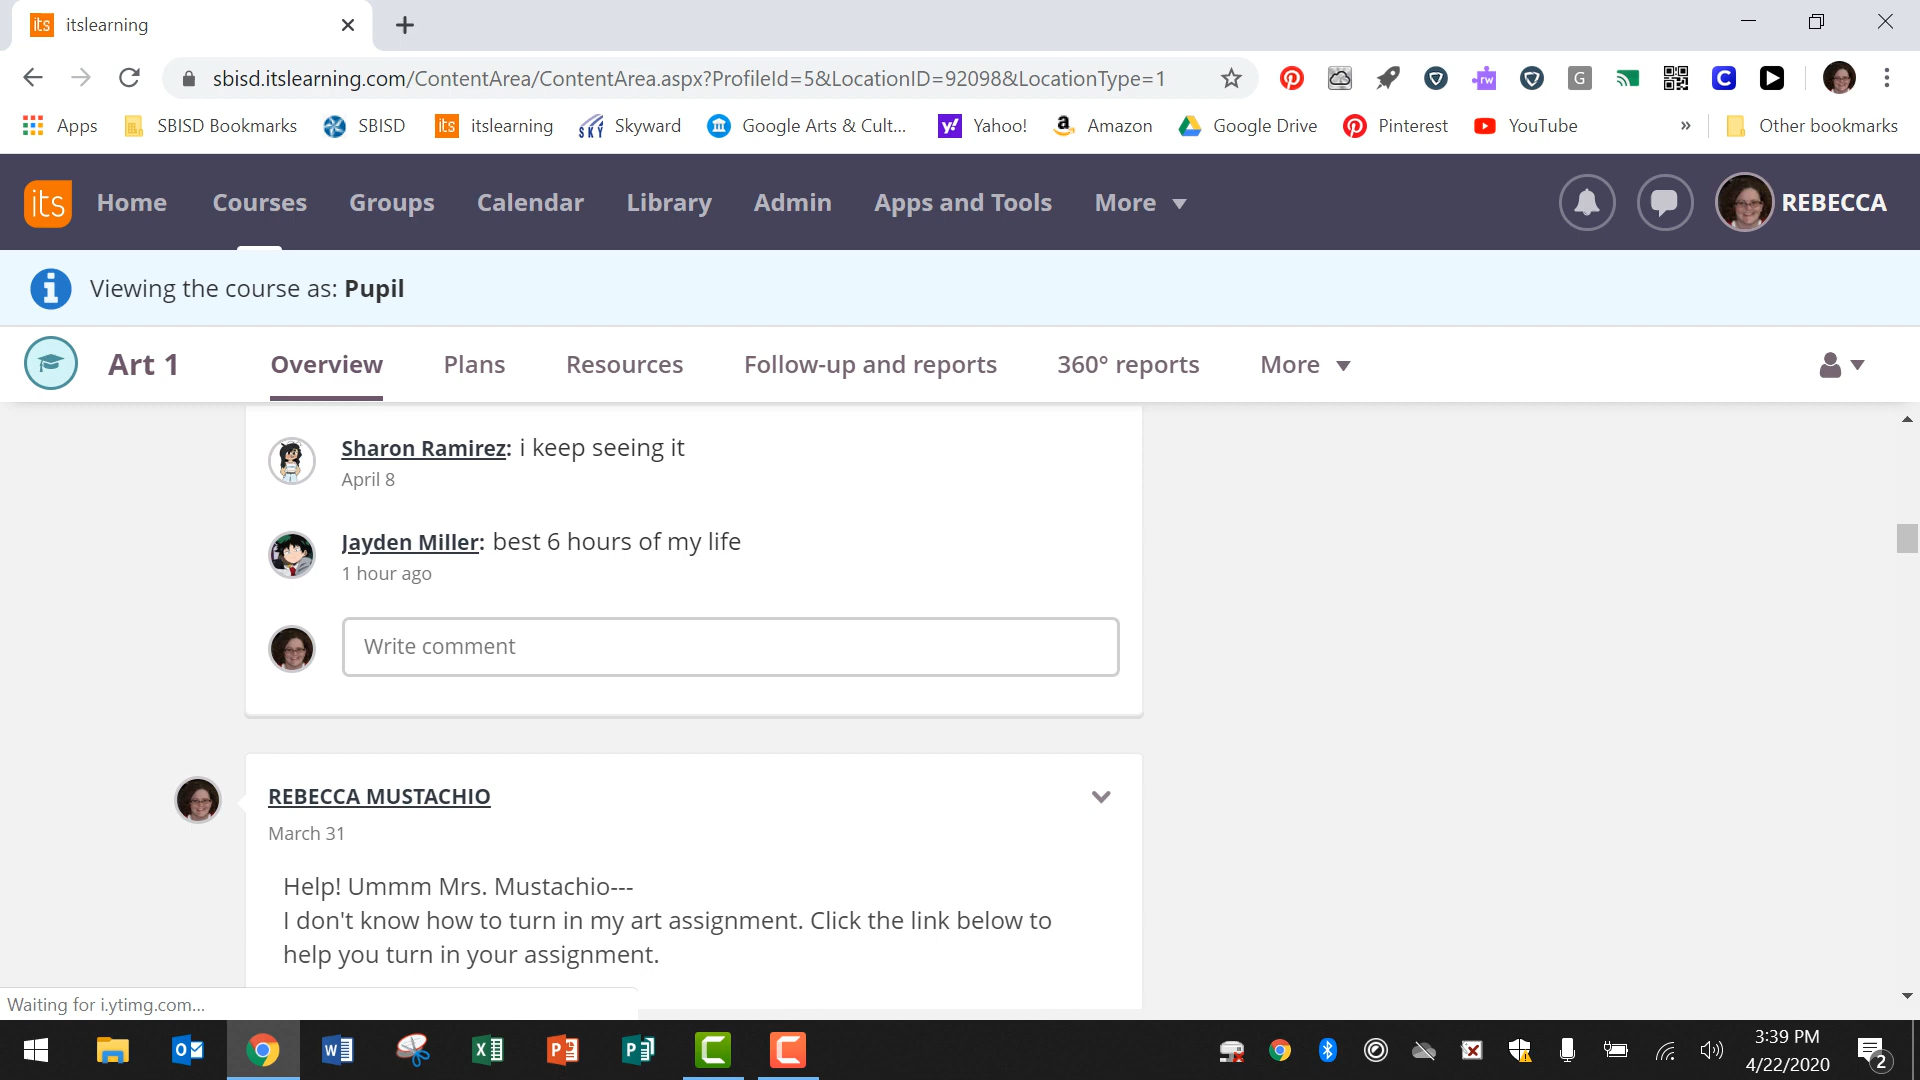 its itslearning
sbisd.itslearning.com/ContentArea/ContentArea.aspx?ProfileId=5&LocationID=92098&LocationType=1
rw G C
Apps SBISD Bookmarks SBISD its itslearning SKY Skyward Google Arts & Cult... y! Yahoo! a Amazon Google Drive Pinterest YouTube » Other bookmarks
its Home Courses Groups Calendar Library Admin Apps and Tools More REBECCA
Viewing the course as: Pupil
Art 1 Overview Plans Resources Follow-up and reports 360° reports More
Sharon Ramirez: i keep seeing it
April 8
Jayden Miller: best 6 hours of my life
1 hour ago
Write comment
REBECCA MUSTACHIO
March 31
Help! Ummm Mrs. Mustachio---
I don't know how to turn in my art assignment. Click the link below to
help you turn in your assignment.
Waiting for i.ytimg.com...
3:39 PM
4/22/2020
2